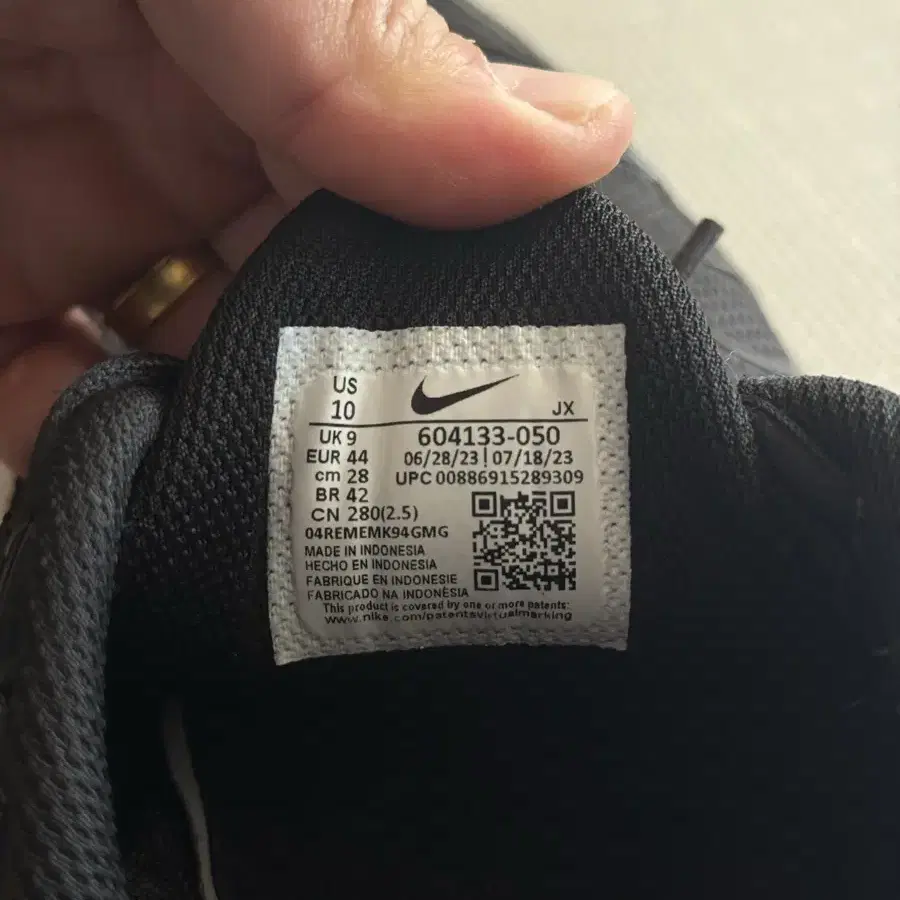 US
10
JX
UK 9
EUR 44
cm 28
BR 42
CN 280(2.5)
604133-050
06/28/23 | 07/18/23
UPC 00886915289309
04REMEMK94GMG
MADE IN INDONESIA
HECHO EN INDONESIA
FABRIQUE EN INDONESIE
FABRICADO NA INDONÉSIA
This product is covered by one or more patents:
www.nike.com/patentsvirtualmarking